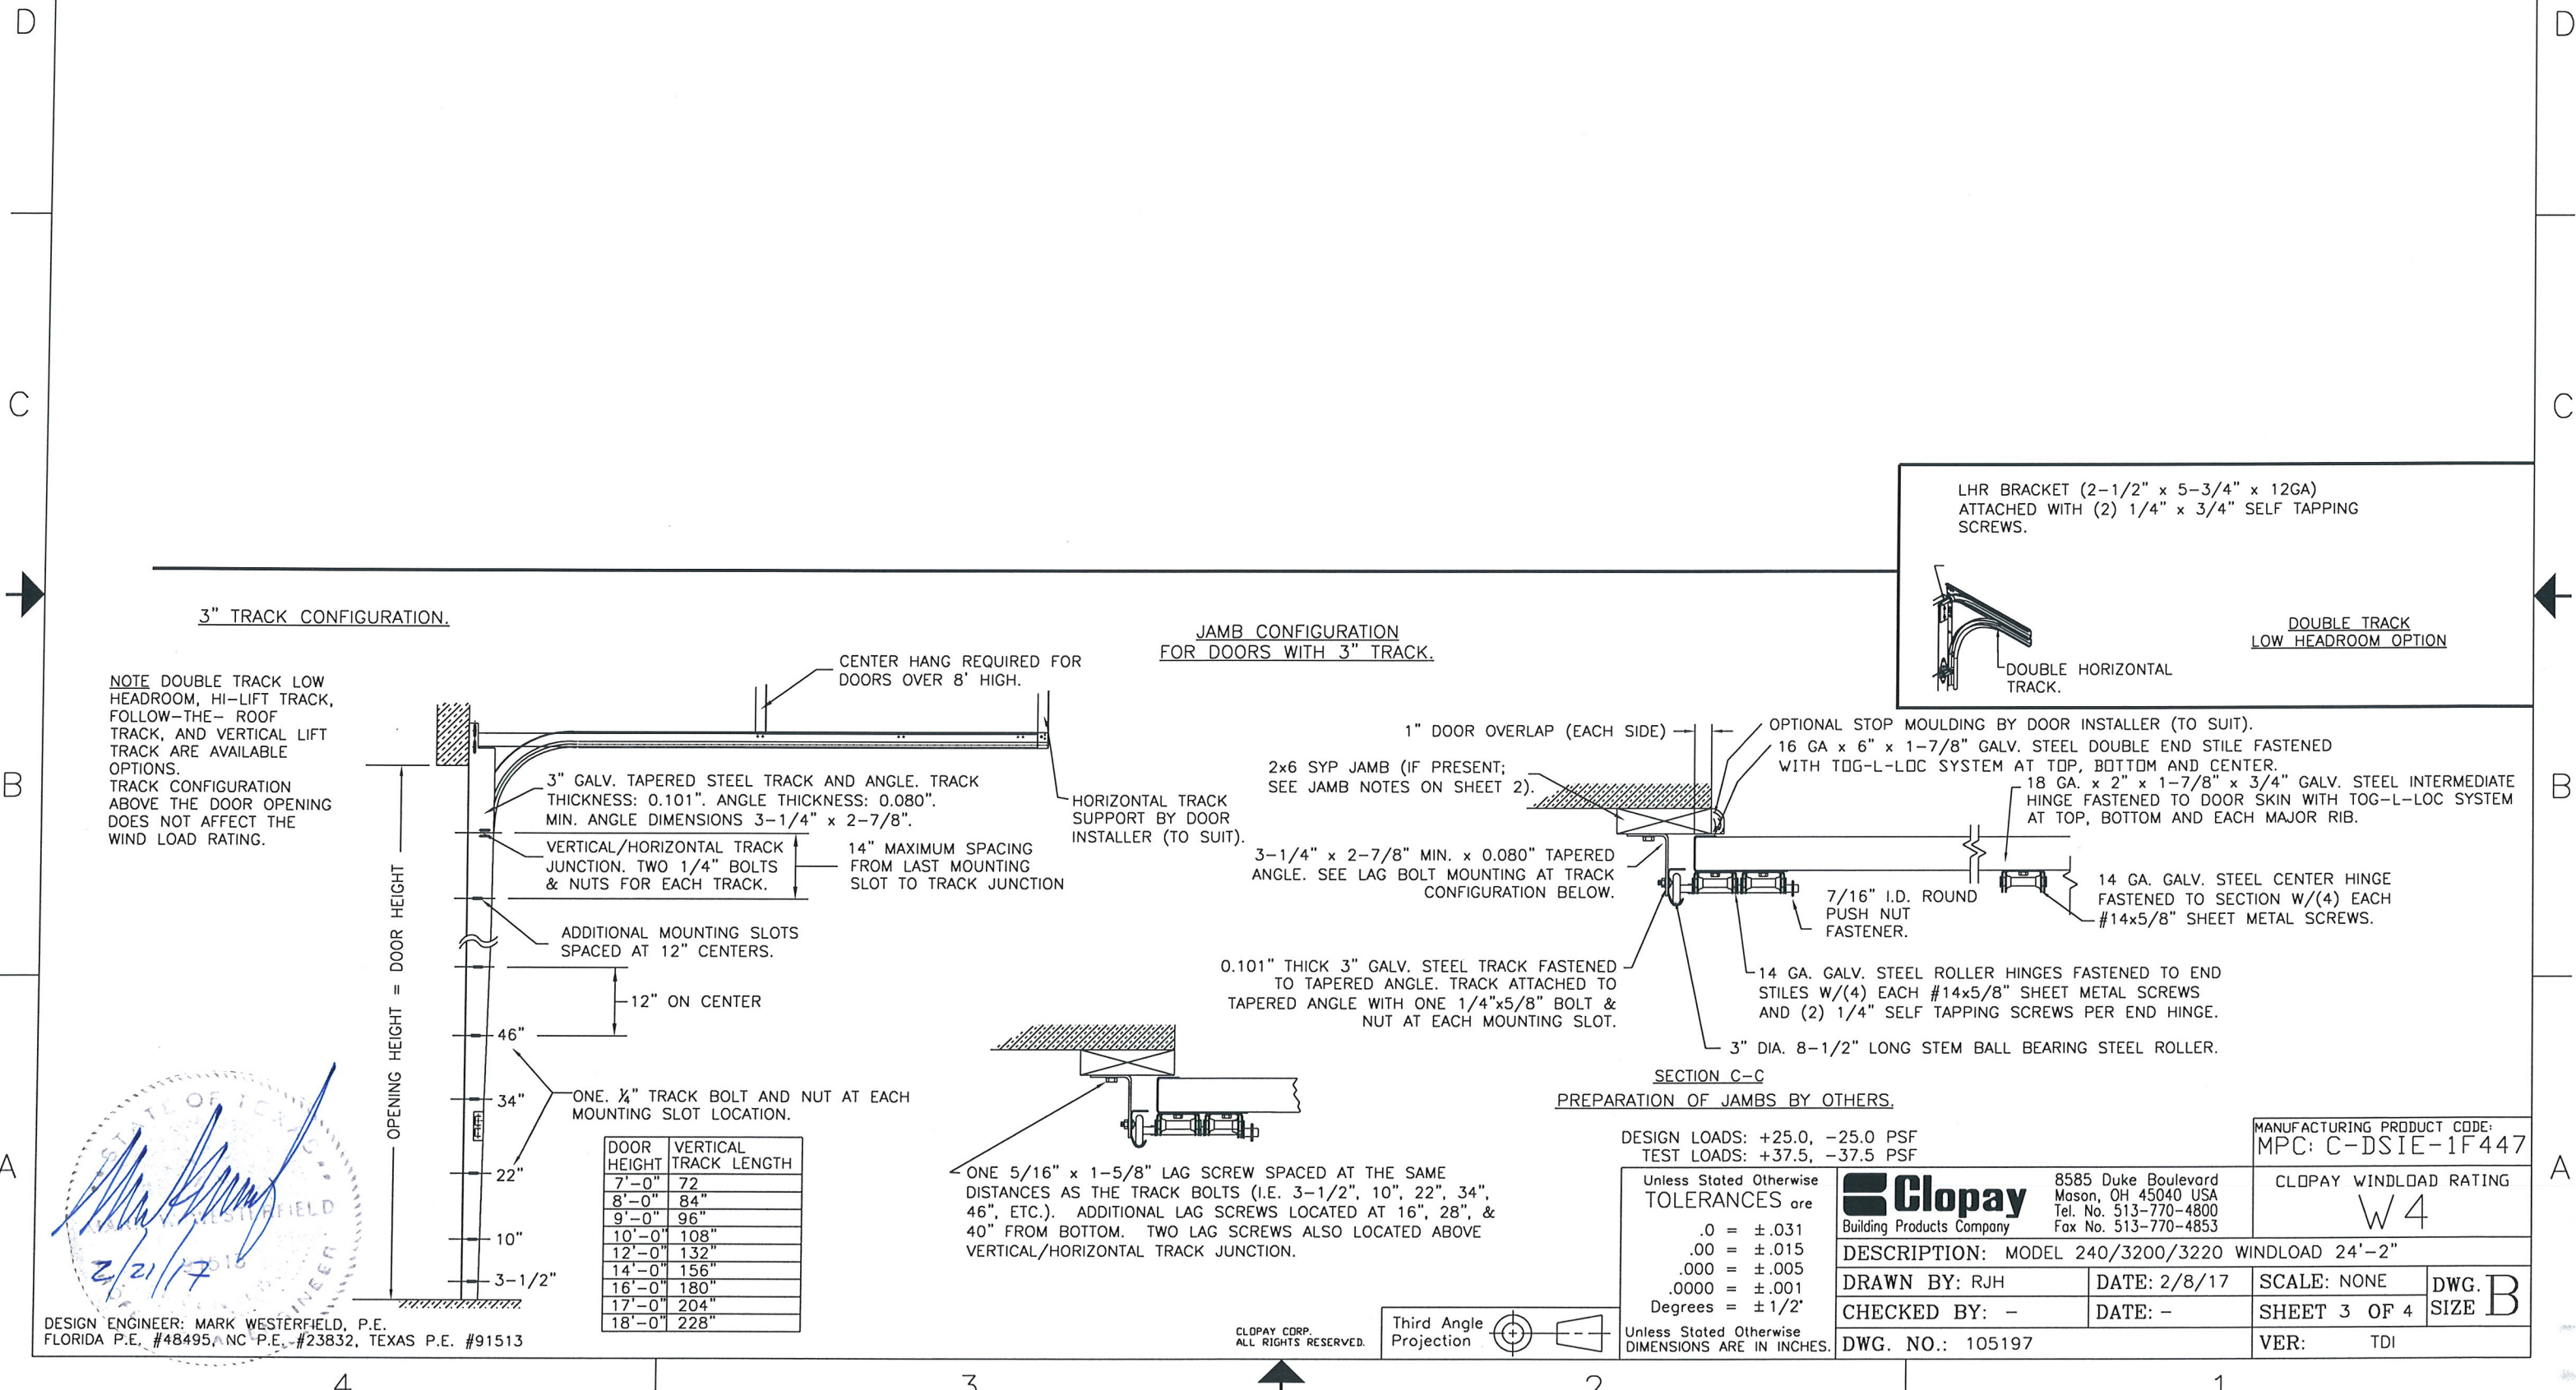 D
D
C
C
LHR BRACKET (2-1/2" x 5-3/4" x 12GA)
ATTACHED WITH (2) 1/4" x 3/4" SELF TAPPING
SCREWS.
DOUBLE TRACK
LOW HEADROOM OPTION
DOUBLE HORIZONTAL
TRACK.
3" TRACK CONFIGURATION.
NOTE DOUBLE TRACK LOW
HEADROOM, HI-LIFT TRACK,
FOLLOW-THE- ROOF
TRACK, AND VERTICAL LIFT
TRACK ARE AVAILABLE
OPTIONS.
TRACK CONFIGURATION
ABOVE THE DOOR OPENING
DOES NOT AFFECT THE
WIND LOAD RATING.
CENTER HANG REQUIRED FOR
DOORS OVER 8' HIGH.
3" GALV. TAPERED STEEL TRACK AND ANGLE. TRACK
THICKNESS: 0.101". ANGLE THICKNESS: 0.080".
MIN. ANGLE DIMENSIONS 3-1/4" x 2-7/8".
HORIZONTAL TRACK
SUPPORT BY DOOR
INSTALLER (TO SUIT).
VERTICAL/HORIZONTAL TRACK
JUNCTION. TWO 1/4" BOLTS
& NUTS FOR EACH TRACK.
14" MAXIMUM SPACING
FROM LAST MOUNTING
SLOT TO TRACK JUNCTION
ADDITIONAL MOUNTING SLOTS
SPACED AT 12" CENTERS.
12" ON CENTER
OPENING HEIGHT = DOOR HEIGHT
46"
34"
22"
10"
3-1/2"
ONE. ¼" TRACK BOLT AND NUT AT EACH
MOUNTING SLOT LOCATION.
DOOR HEIGHT VERTICAL TRACK LENGTH
7'-0" 72
8'-0" 84"
9'-0" 96"
10'-0" 108"
12'-0" 132"
14'-0" 156"
16'-0" 180"
17'-0" 204"
18'-0" 228"
JAMB CONFIGURATION
FOR DOORS WITH 3" TRACK.
1" DOOR OVERLAP (EACH SIDE)
OPTIONAL STOP MOULDING BY DOOR INSTALLER (TO SUIT).
16 GA x 6" x 1-7/8" GALV. STEEL DOUBLE END STILE FASTENED
WITH TOG-L-LOC SYSTEM AT TOP, BOTTOM AND CENTER.
2x6 SYP JAMB (IF PRESENT;
SEE JAMB NOTES ON SHEET 2).
18 GA. x 2" x 1-7/8" x 3/4" GALV. STEEL INTERMEDIATE
HINGE FASTENED TO DOOR SKIN WITH TOG-L-LOC SYSTEM
AT TOP, BOTTOM AND EACH MAJOR RIB.
3-1/4" x 2-7/8" MIN. x 0.080" TAPERED
ANGLE. SEE LAG BOLT MOUNTING AT TRACK
CONFIGURATION BELOW.
7/16" I.D. ROUND
PUSH NUT
FASTENER.
14 GA. GALV. STEEL CENTER HINGE
FASTENED TO SECTION W/(4) EACH
#14x5/8" SHEET METAL SCREWS.
0.101" THICK 3" GALV. STEEL TRACK FASTENED
TO TAPERED ANGLE. TRACK ATTACHED TO
TAPERED ANGLE WITH ONE 1/4"x5/8" BOLT &
NUT AT EACH MOUNTING SLOT.
14 GA. GALV. STEEL ROLLER HINGES FASTENED TO END
STILES W/(4) EACH #14x5/8" SHEET METAL SCREWS
AND (2) 1/4" SELF TAPPING SCREWS PER END HINGE.
3" DIA. 8-1/2" LONG STEM BALL BEARING STEEL ROLLER.
SECTION C-C
PREPARATION OF JAMBS BY OTHERS.
ONE 5/16" x 1-5/8" LAG SCREW SPACED AT THE SAME
DISTANCES AS THE TRACK BOLTS (I.E. 3-1/2", 10", 22", 34",
46", ETC.). ADDITIONAL LAG SCREWS LOCATED AT 16", 28", &
40" FROM BOTTOM. TWO LAG SCREWS ALSO LOCATED ABOVE
VERTICAL/HORIZONTAL TRACK JUNCTION.
B
B
A
A
DESIGN LOADS: +25.0, -25.0 PSF
TEST LOADS: +37.5, -37.5 PSF
Unless Stated Otherwise
TOLERANCES are
.0 = ±.031
.00 = ±.015
.000 = ±.005
.0000 = ±.001
Degrees = ±1/2°
Unless Stated Otherwise
DIMENSIONS ARE IN INCHES.
MANUFACTURING PRODUCT CODE:
MPC: C-DSIE-1F447
Clopay
Building Products Company
8585 Duke Boulevard
Mason, OH 45040 USA
Tel. No. 513-770-4800
Fax No. 513-770-4853
CLOPAY WINDLOAD RATING
W4
DESCRIPTION: MODEL 240/3200/3220 WINDLOAD 24'-2"
DRAWN BY: RJH DATE: 2/8/17 SCALE: NONE
DWG. SIZE B
CHECKED BY: - DATE: - SHEET 3 OF 4
DWG. NO.: 105197 VER: TDI
Third Angle
Projection
CLOPAY CORP.
ALL RIGHTS RESERVED.
STATE OF TEXAS
2/21/17
DESIGN ENGINEER: MARK WESTERFIELD, P.E.
FLORIDA P.E. #48495, NC P.E. #23832, TEXAS P.E. #91513
4
3
2
1